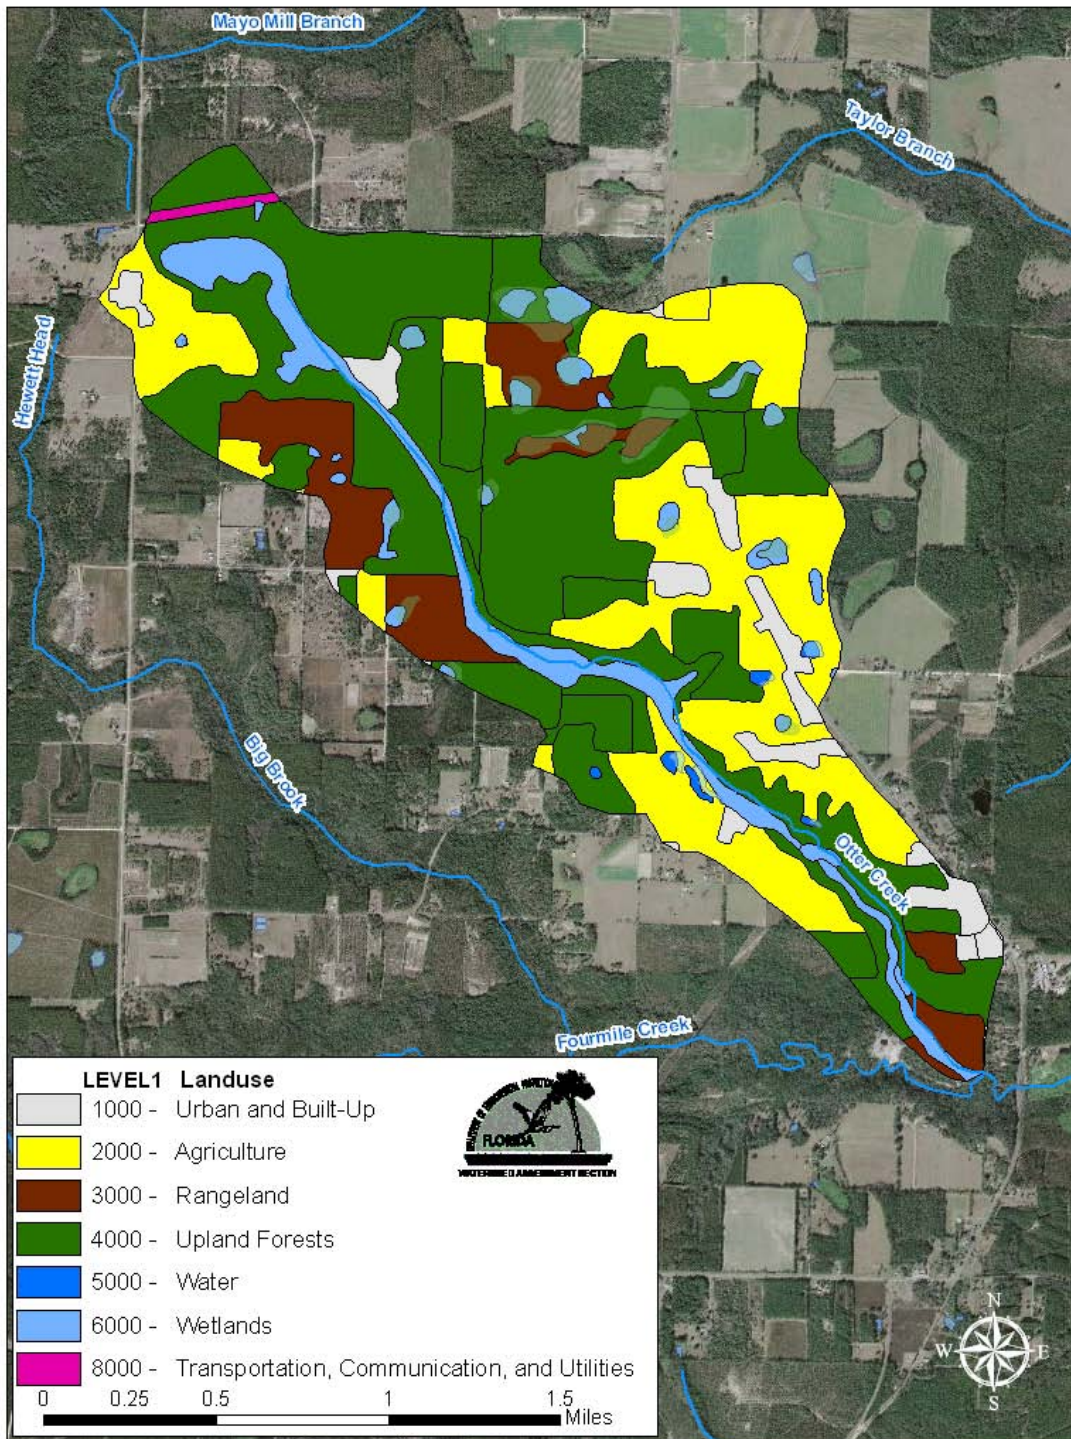 Mayo Mill Branch
Taylor Branch
Hewett Head
Big Brook
Otter Creek
Fourmile Creek
LEVEL1 Landuse
1000 - Urban and Built-Up
2000 - Agriculture
3000 - Rangeland
4000 - Upland Forests
5000 - Water
6000 - Wetlands
8000 - Transportation, Communication, and Utilities
0 0.25 0.5 1 1.5
Miles
FLORIDA
WATERSHED ASSESSMENT SECTION
N
W E
S